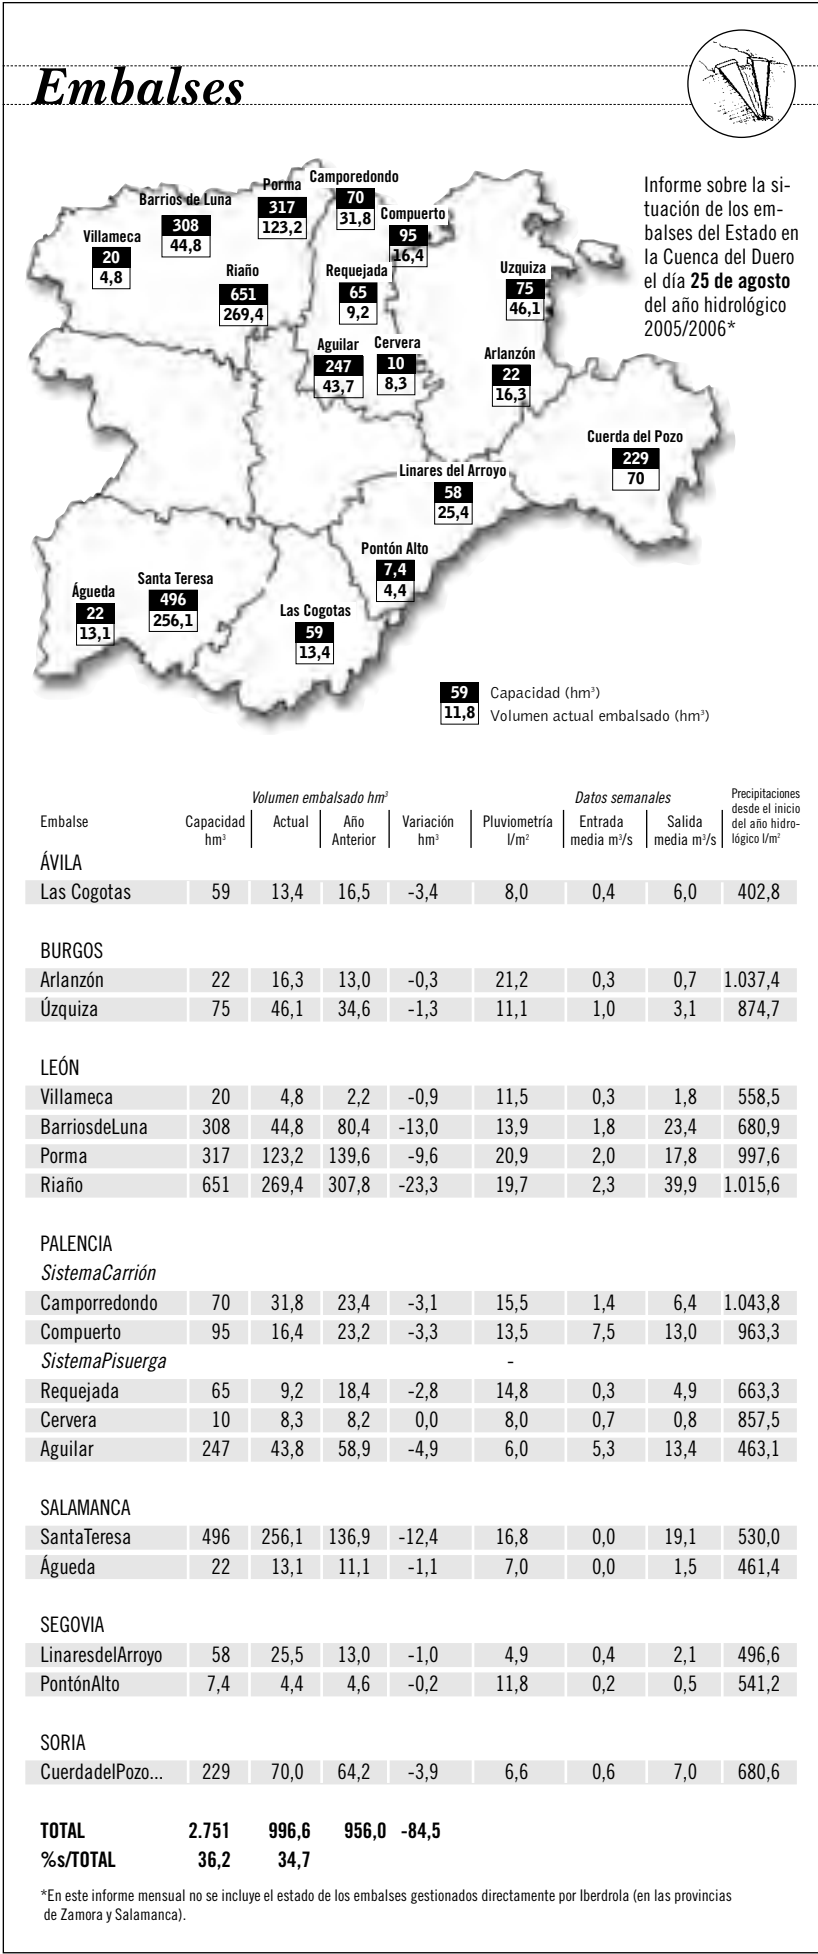 Embalses
Informe sobre la si-
tuación de los em-
balses del Estado en
la Cuenca del Duero
el día 25 de agosto
del año hidrológico
2005/2006*
Camporedondo
70
31,8
Porma
317
123,2
Barrios de Luna
308
44,8
Compuerto
95
16,4
Villameca
20
4,8
Riaño
651
269,4
Requejada
65
9,2
Uzquiza
75
46,1
Aguilar
247
43,7
Cervera
10
8,3
Arlanzón
22
16,3
Cuerda del Pozo
229
70
Linares del Arroyo
58
25,4
Pontón Alto
7,4
4,4
Santa Teresa
496
256,1
Águeda
22
13,1
Las Cogotas
59
13,4
59 Capacidad (hm³)
11,8 Volumen actual embalsado (hm³)
Volumen embalsado hm³ Datos semanales
Embalse Capacidad hm³ Actual Año Anterior Variación hm³ Pluviometría l/m² Entrada media m³/s Salida media m³/s Precipitaciones desde el inicio del año hidro-lógico l/m²
ÁVILA
Las Cogotas 59 13,4 16,5 -3,4 8,0 0,4 6,0 402,8
BURGOS
Arlanzón 22 16,3 13,0 -0,3 21,2 0,3 0,7 1.037,4
Úzquiza 75 46,1 34,6 -1,3 11,1 1,0 3,1 874,7
LEÓN
Villameca 20 4,8 2,2 -0,9 11,5 0,3 1,8 558,5
BarriosdeLuna 308 44,8 80,4 -13,0 13,9 1,8 23,4 680,9
Porma 317 123,2 139,6 -9,6 20,9 2,0 17,8 997,6
Riaño 651 269,4 307,8 -23,3 19,7 2,3 39,9 1.015,6
PALENCIA
SistemaCarrión
Camporredondo 70 31,8 23,4 -3,1 15,5 1,4 6,4 1.043,8
Compuerto 95 16,4 23,2 -3,3 13,5 7,5 13,0 963,3
SistemaPisuerga -
Requejada 65 9,2 18,4 -2,8 14,8 0,3 4,9 663,3
Cervera 10 8,3 8,2 0,0 8,0 0,7 0,8 857,5
Aguilar 247 43,8 58,9 -4,9 6,0 5,3 13,4 463,1
SALAMANCA
SantaTeresa 496 256,1 136,9 -12,4 16,8 0,0 19,1 530,0
Águeda 22 13,1 11,1 -1,1 7,0 0,0 1,5 461,4
SEGOVIA
LinaresdelArroyo 58 25,5 13,0 -1,0 4,9 0,4 2,1 496,6
PontónAlto 7,4 4,4 4,6 -0,2 11,8 0,2 0,5 541,2
SORIA
CuerdadelPozo... 229 70,0 64,2 -3,9 6,6 0,6 7,0 680,6
TOTAL 2.751 996,6 956,0 -84,5
%s/TOTAL 36,2 34,7
*En este informe mensual no se incluye el estado de los embalses gestionados directamente por Iberdrola (en las provincias
de Zamora y Salamanca).